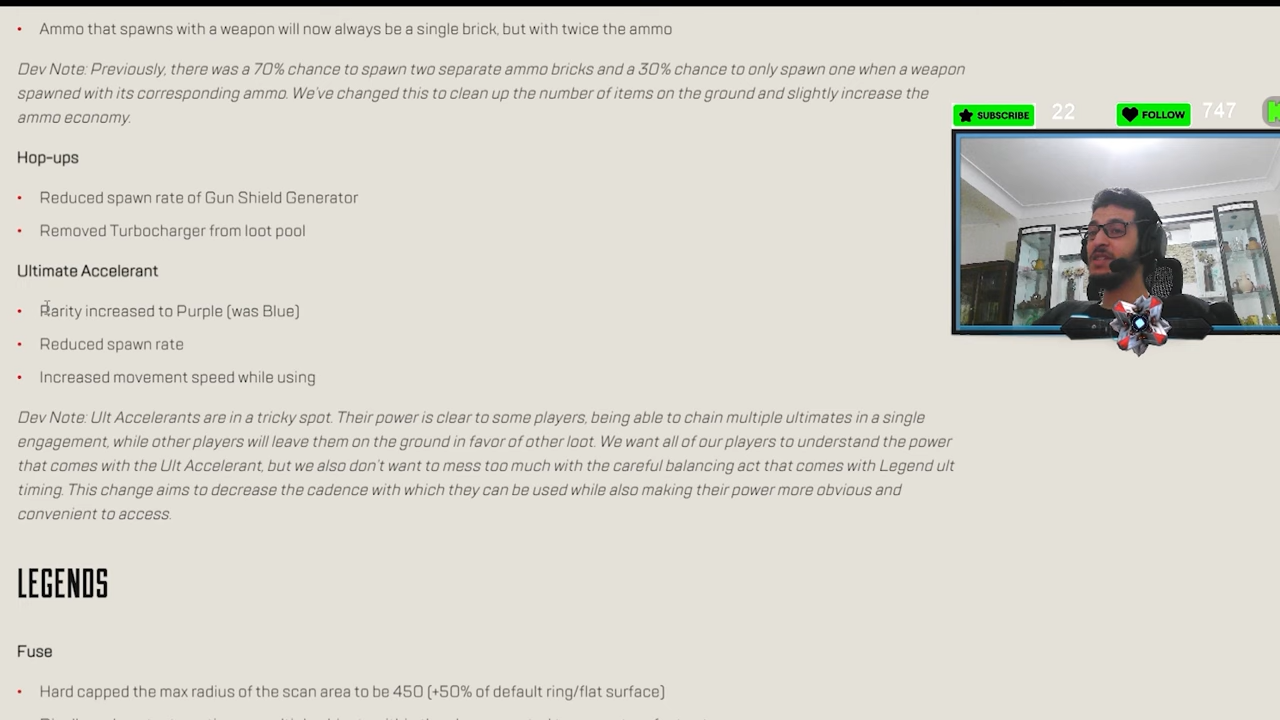 • Ammo that spawns with a weapon will now always be a single brick, but with twice the ammo
Dev Note: Previously, there was a 70% chance to spawn two separate ammo bricks and a 30% chance to only spawn one when a weapon
spawned with its corresponding ammo. We've changed this to clean up the number of items on the ground and slightly increase the
ammo economy.
SUBSCRIBE 22 FOLLOW 747
Hop-ups
• Reduced spawn rate of Gun Shield Generator
• Removed Turbocharger from loot pool
Ultimate Accelerant
• Rarity increased to Purple (was Blue)
• Reduced spawn rate
• Increased movement speed while using
Dev Note: Ult Accelerants are in a tricky spot. Their power is clear to some players, being able to chain multiple ultimates in a single
engagement, while other players will leave them on the ground in favor of other loot. We want all of our players to understand the power
that comes with the Ult Accelerant, but we also don't want to mess too much with the careful balancing act that comes with Legend ult
timing. This change aims to decrease the cadence with which they can be used while also making their power more obvious and
convenient to access.
LEGENDS
Fuse
• Hard capped the max radius of the scan area to be 450 (+50% of default ring/flat surface)